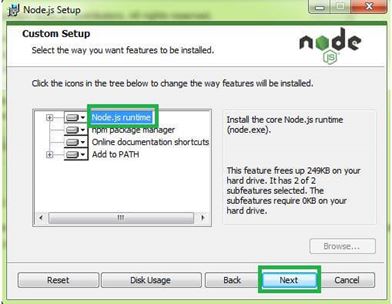 Node.js Setup
Custom Setup
Select the way you want features to be installed.
node
JS
Click the icons in the tree below to change the way features will be installed.
Node.js runtime
npm package manager
Online documentation shortcuts
Add to PATH
Install the core Node.js runtime
(node.exe).
This feature frees up 249KB on
your hard drive. It has 2 of 2
subfeatures selected. The
subfeatures require 0KB on your
hard drive.
Browse...
Reset
Disk Usage
Back
Next
Cancel